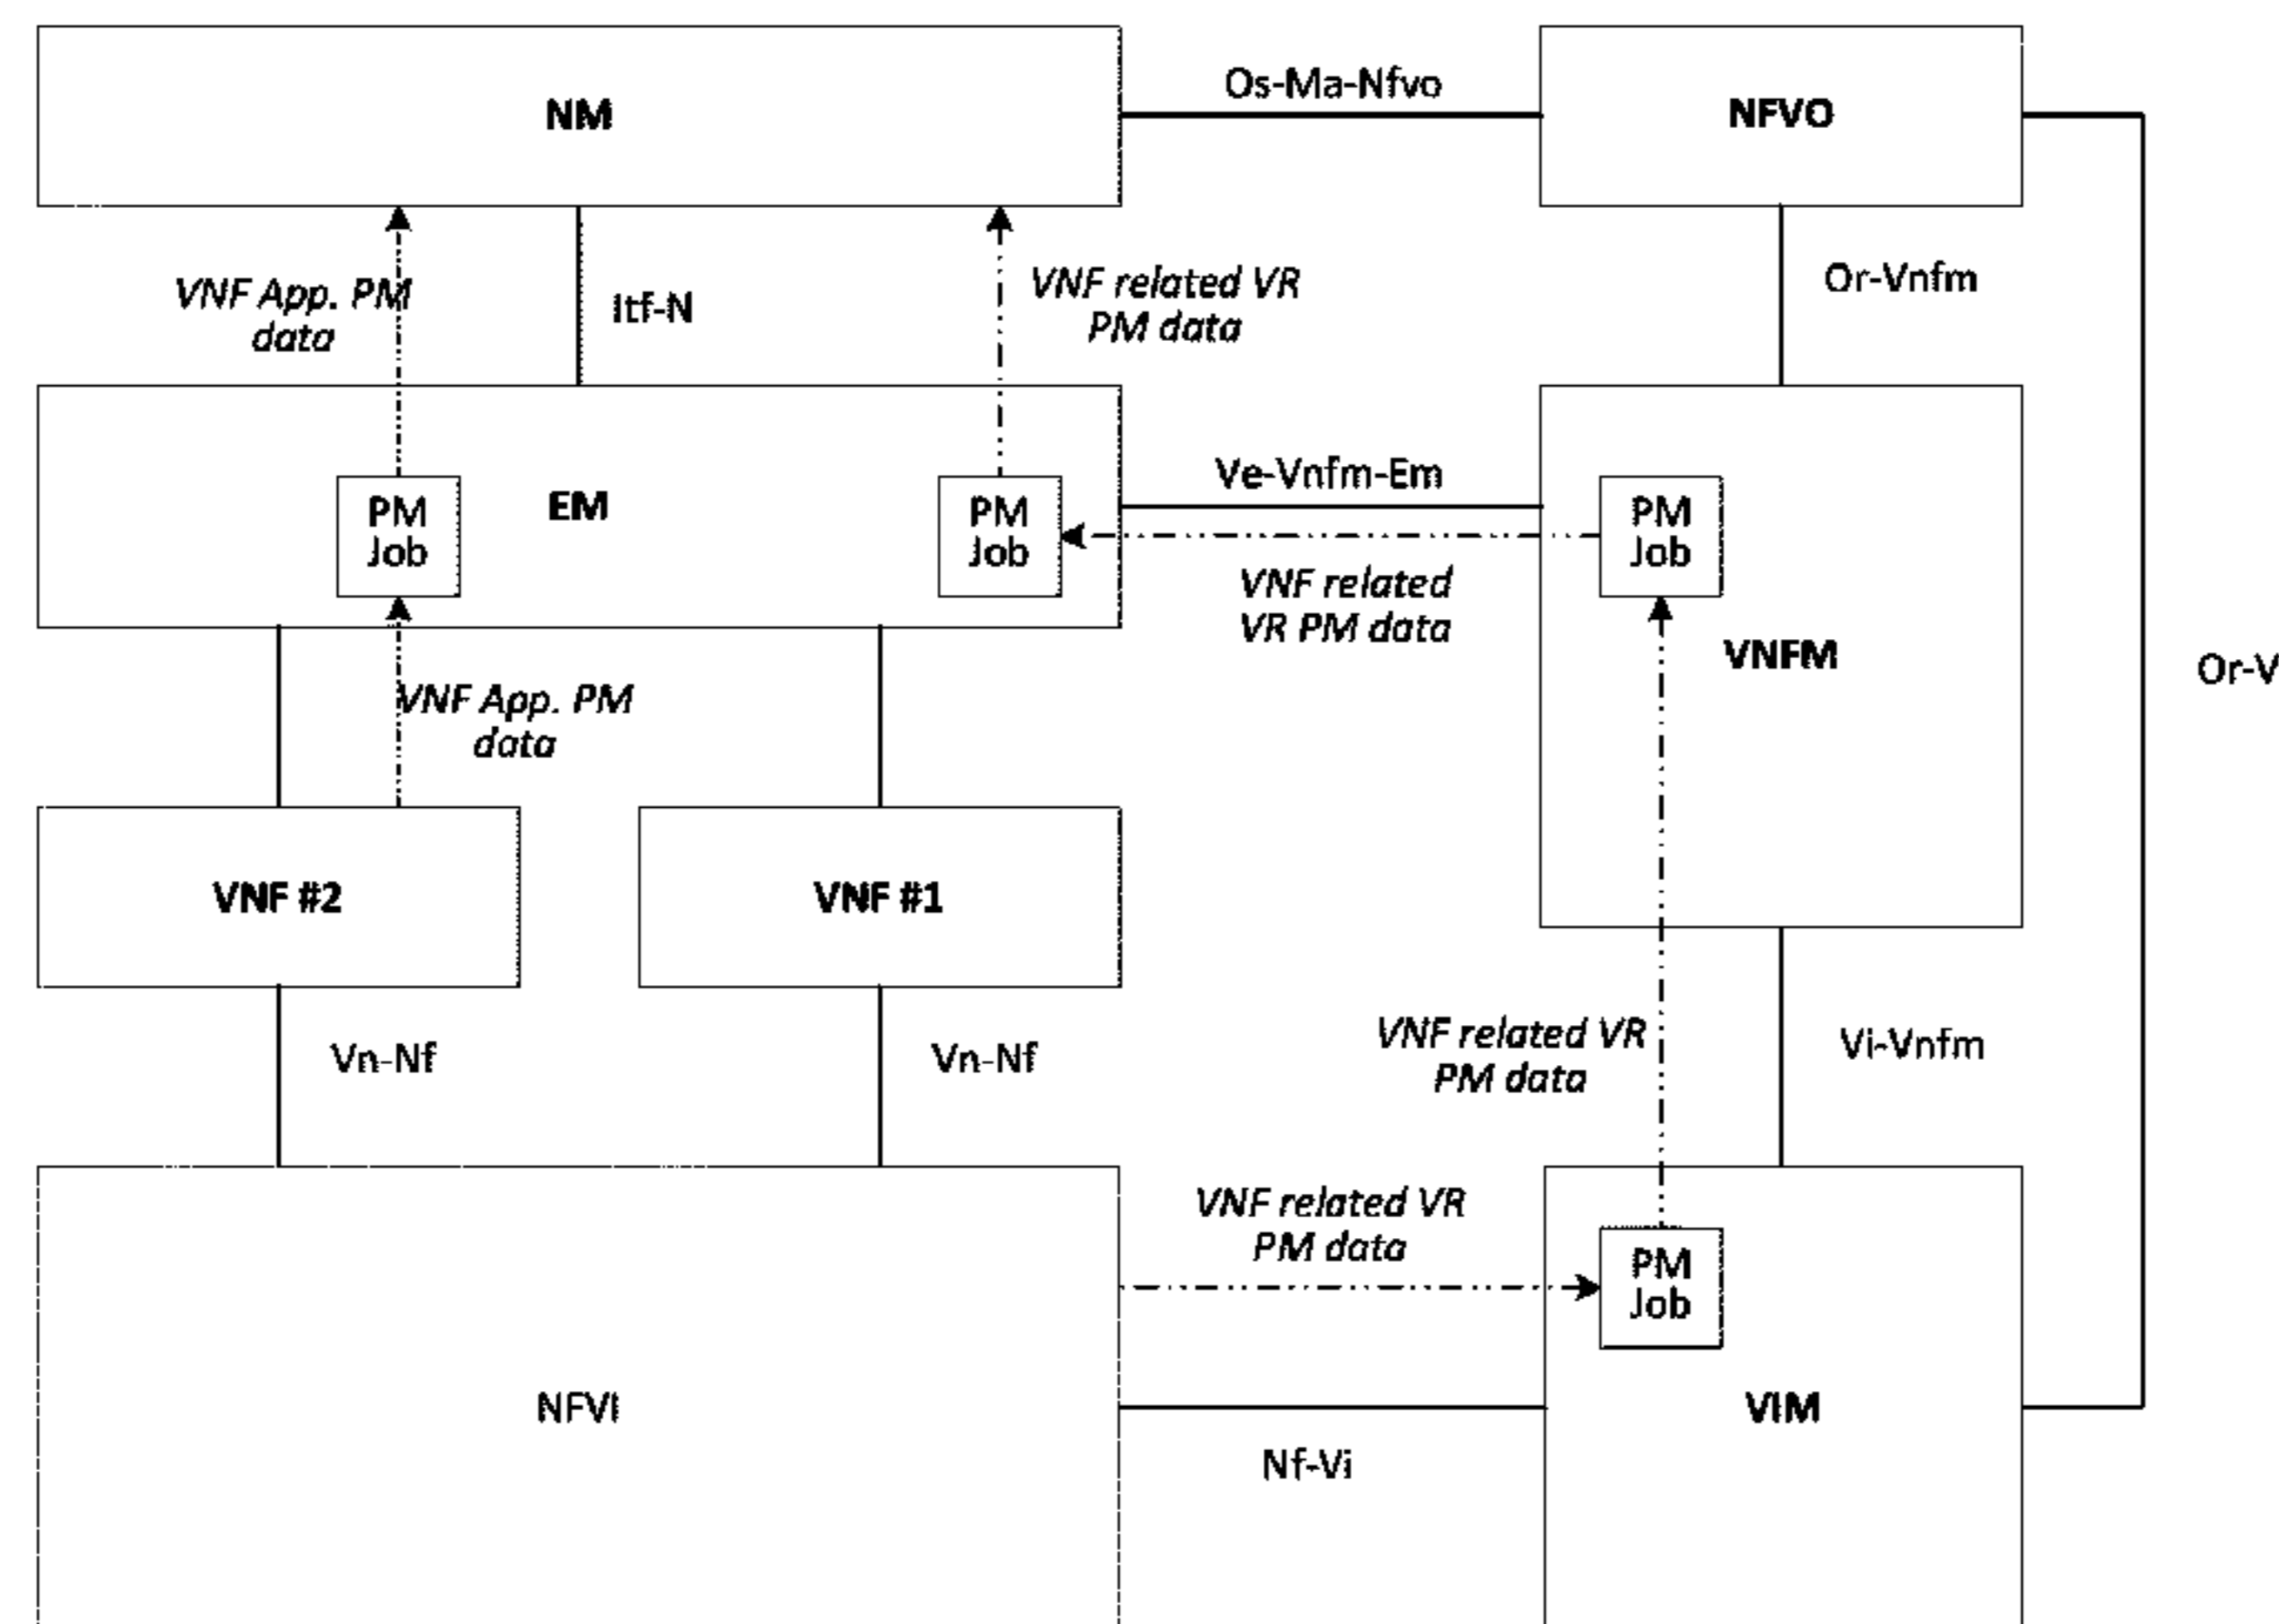 Os-Ma-Nfvo
NM
NFVO
VNF App. PM
data
Itf-N
VNF related VR
PM data
Or-Vnfm
EM
PM
Job
PM
Job
Ve-Vnfm-Em
PM
Job
VNF related
VR PM data
VNFM
Or-V
VNF App. PM
data
VNF #2
VNF #1
Vn-Nf
Vn-Nf
VNF related VR
PM data
Vi-Vnfm
VNF related VR
PM data
PM
Job
NFVI
VIM
Nf-Vi